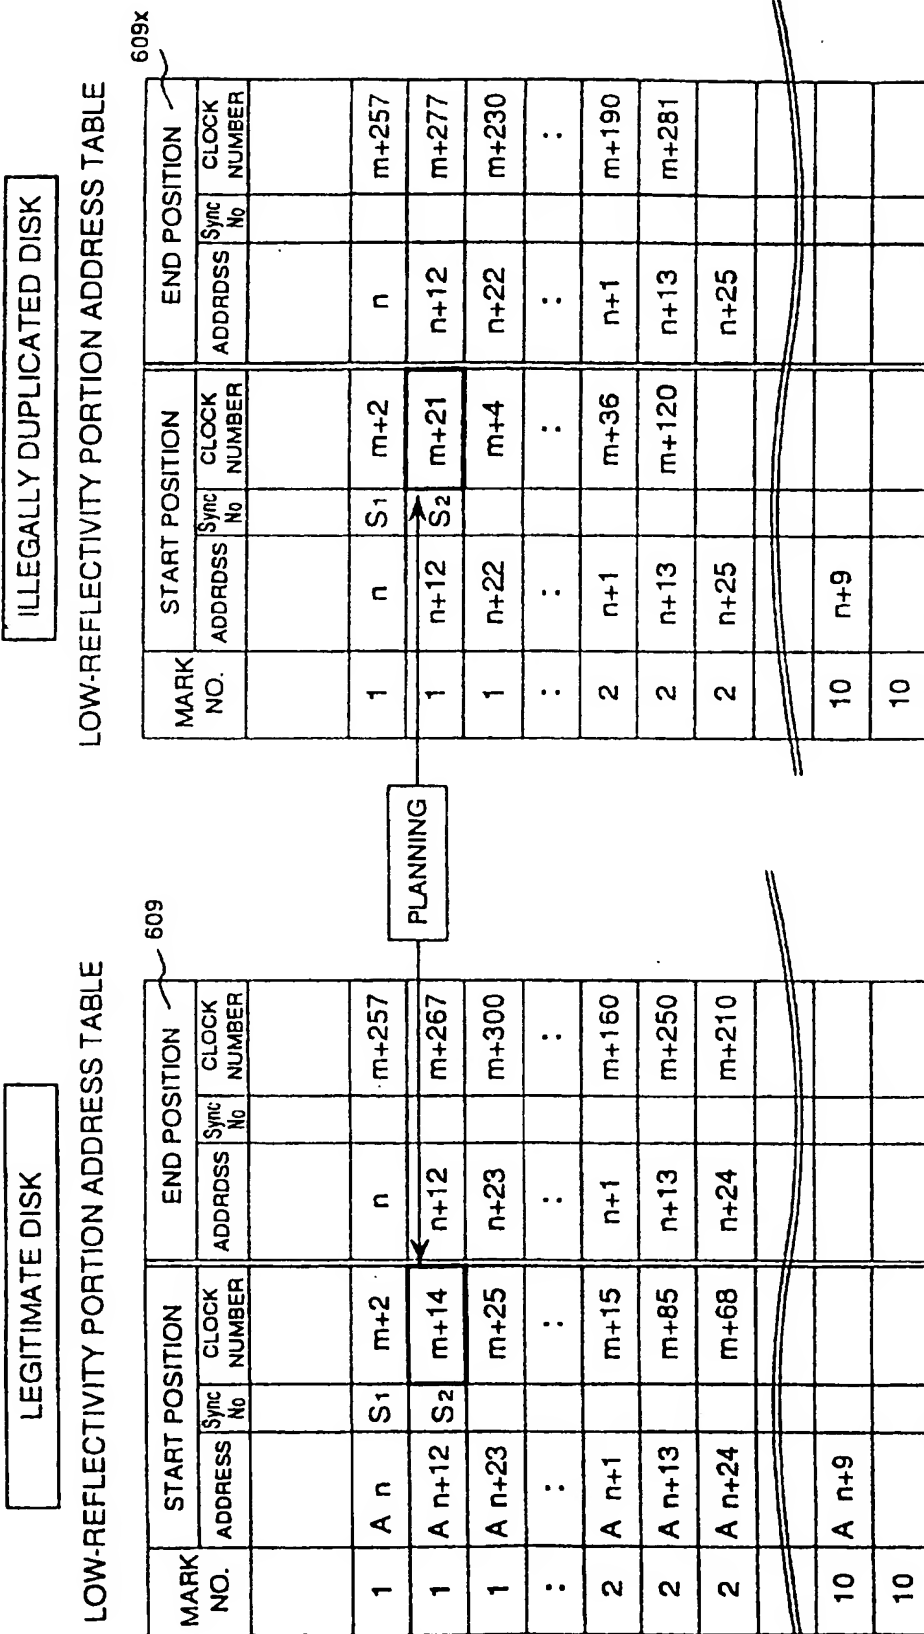 LEGITIMATE DISK
LOW-REFLECTIVITY PORTION ADDRESS TABLE
609
MARK NO. START POSITION END POSITION
ADDRESS Sync No CLOCK NUMBER ADDRDSS Sync No CLOCK NUMBER
1 A n S1 m+2 n m+257
1 A n+12 S2 m+14 n+12 m+267
1 A n+23 m+25 n+23 m+300
: : : :
2 A n+1 m+15 n+1 m+160
2 A n+13 m+85 n+13 m+250
2 A n+24 m+68 n+24 m+210
10 A n+9
10
PLANNING
ILLEGALLY DUPLICATED DISK
LOW-REFLECTIVITY PORTION ADDRESS TABLE
609x
MARK NO. START POSITION END POSITION
ADDRDSS Sync No CLOCK NUMBER ADDRDSS Sync No CLOCK NUMBER
1 n S1 m+2 n m+257
1 n+12 S2 m+21 n+12 m+277
1 n+22 m+4 n+22 m+230
: : : : : :
2 n+1 m+36 n+1 m+190
2 n+13 m+120 n+13 m+281
2 n+25 n+25
10 n+9
10